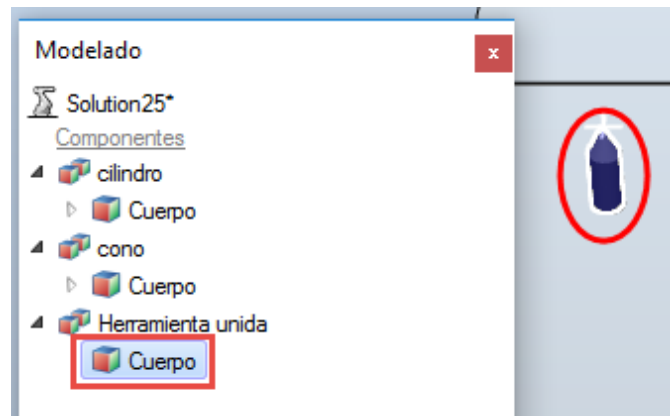 Modelado
x
Solution25*
Componentes
cilindro
Cuerpo
cono
Cuerpo
Herramienta unida
Cuerpo